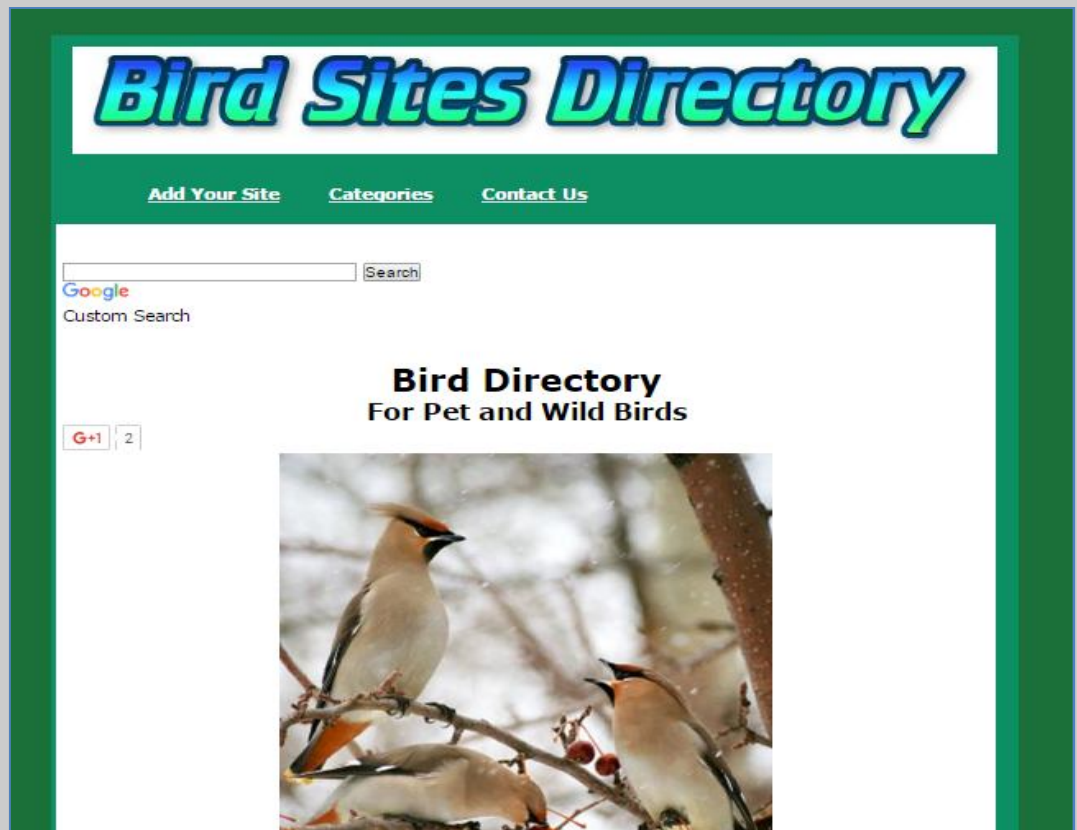 Bird Sites Directory
Add Your Site Categories Contact Us
Search
Google
Custom Search
Bird Directory
For Pet and Wild Birds
G+1 2